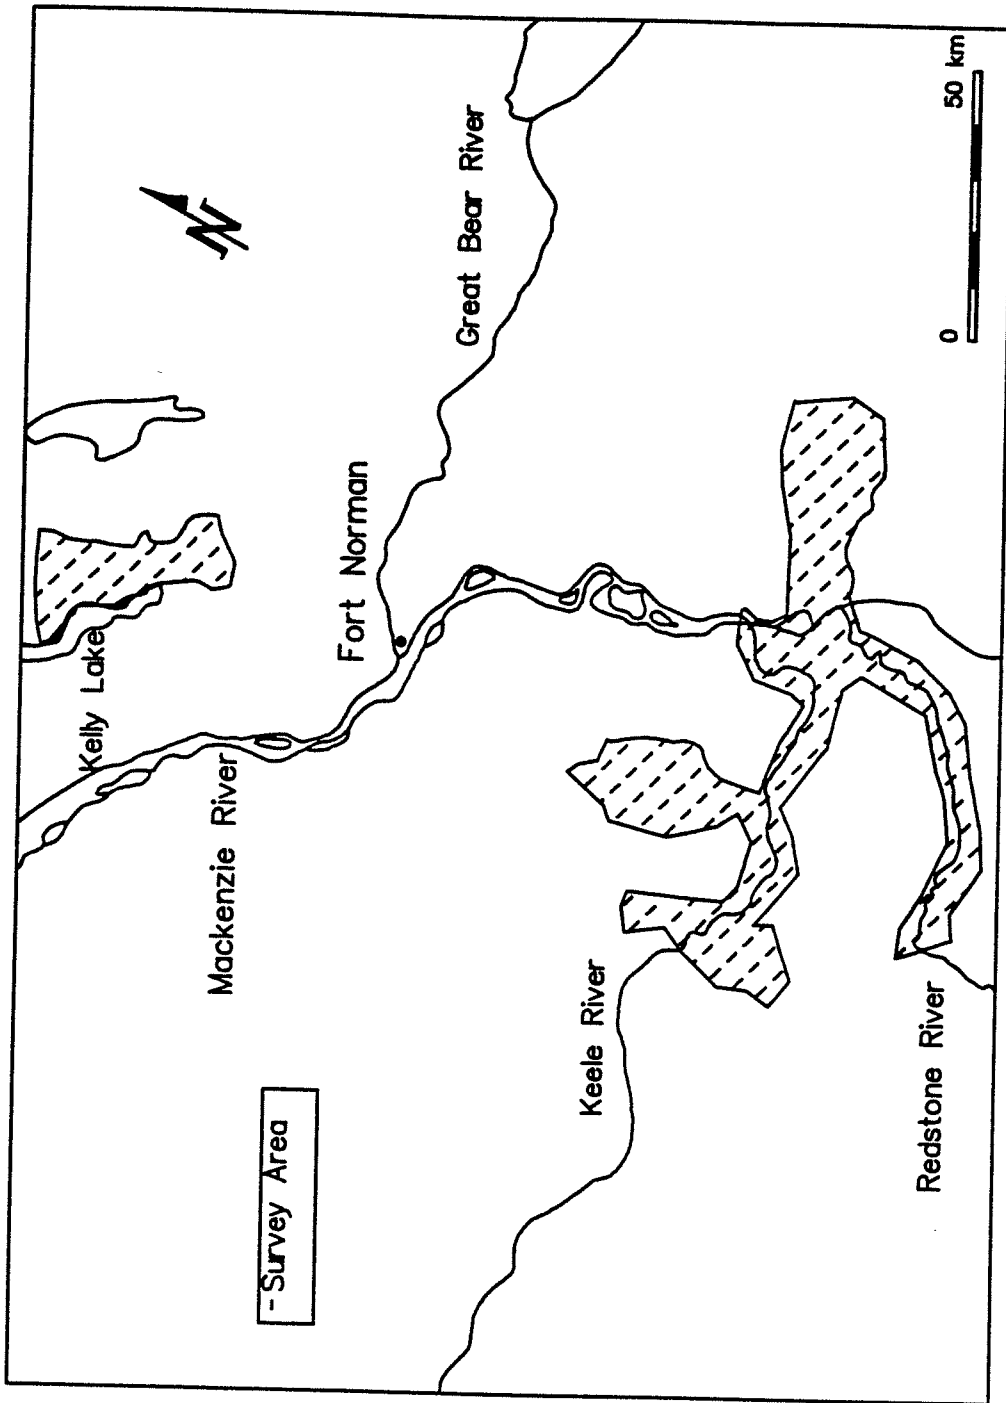 Kelly Lake
Mackenzie River
Fort Norman
Great Bear River
N
Keele River
Redstone River
0 50 km
- Survey Area